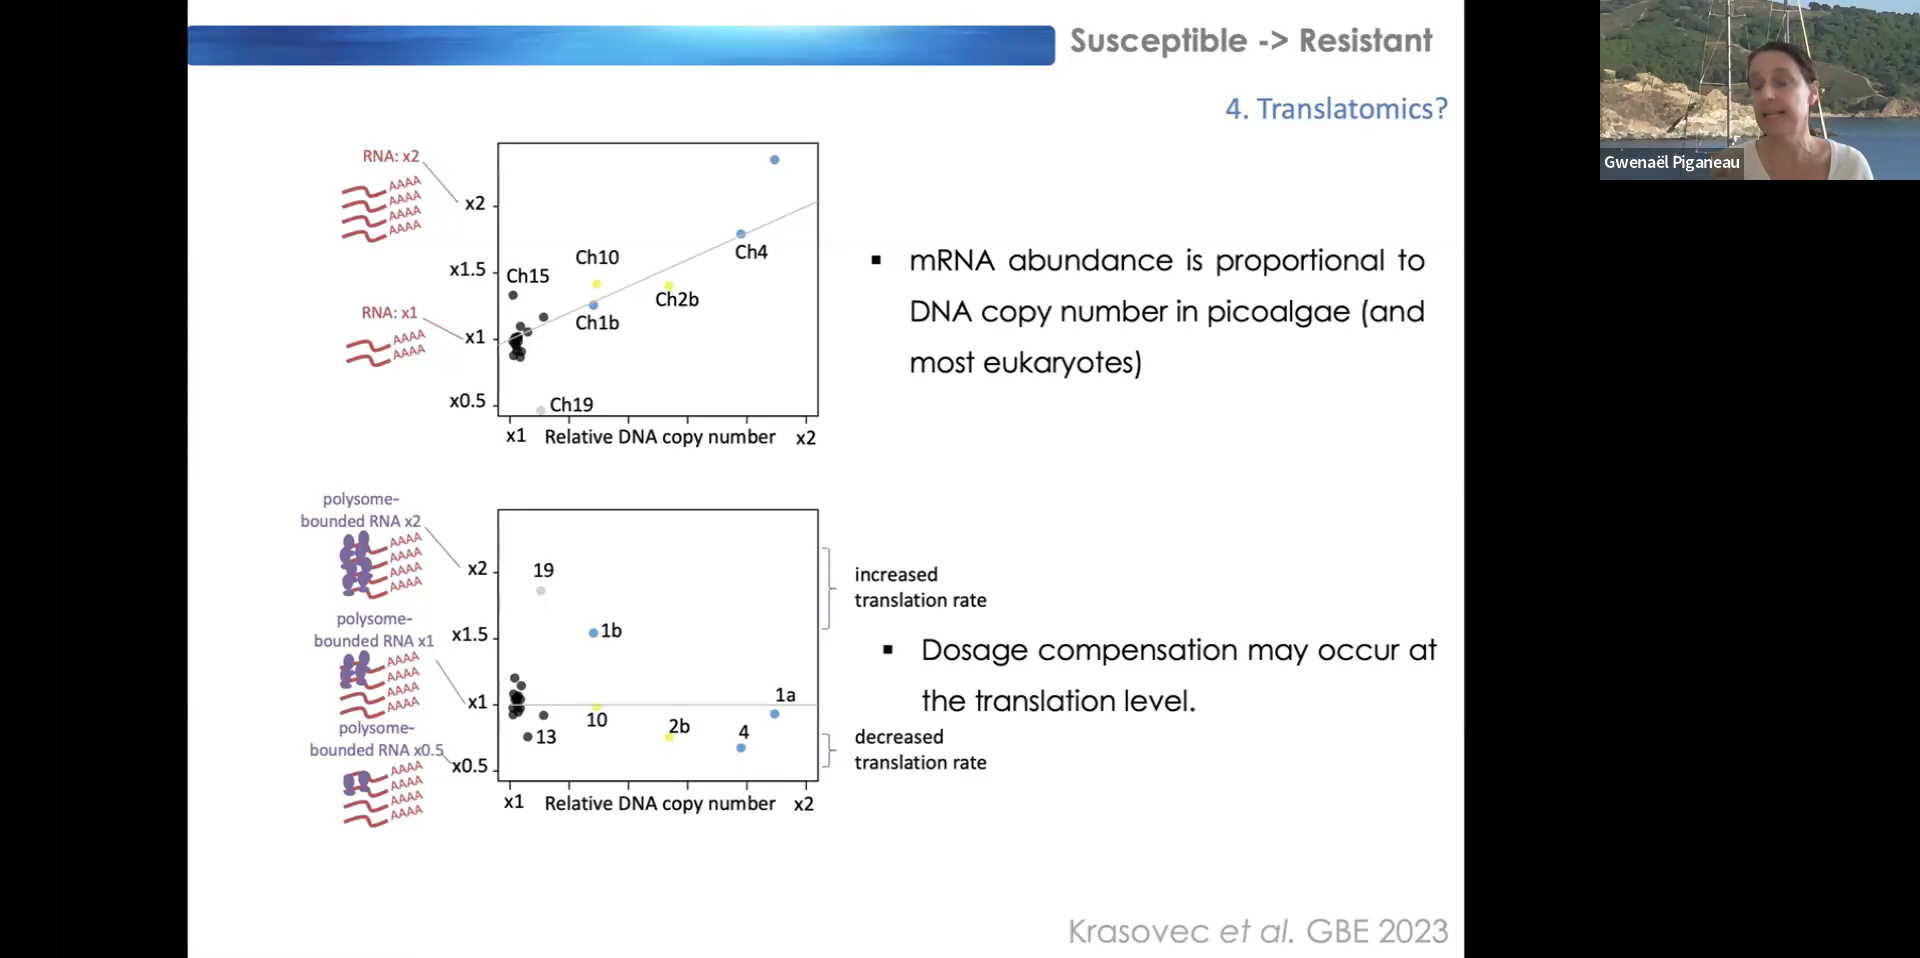 Susceptible -> Resistant
4. Translatomics?
Gwenaël Piganeau
RNA: x2
AAAA
AAAA
AAAA
AAAA
RNA: x1
AAAA
AAAA
x2
x1.5
x1
x0.5
Ch15
Ch10
Ch4
Ch2b
Ch1b
Ch19
x1 Relative DNA copy number x2
▪ mRNA abundance is proportional to
DNA copy number in picoalgae (and
most eukaryotes)
polysome-
bounded RNA x2
AAAA
AAAA
AAAA
AAAA
polysome-
bounded RNA x1
AAAA
AAAA
AAAA
AAAA
polysome-
bounded RNA x0.5
AAAA
AAAA
AAAA
AAAA
x2
x1.5
x1
x0.5
19
1b
1a
10
2b
4
13
x1 Relative DNA copy number x2
increased
translation rate
▪ Dosage compensation may occur at
the translation level.
decreased
translation rate
Krasovec et al. GBE 2023